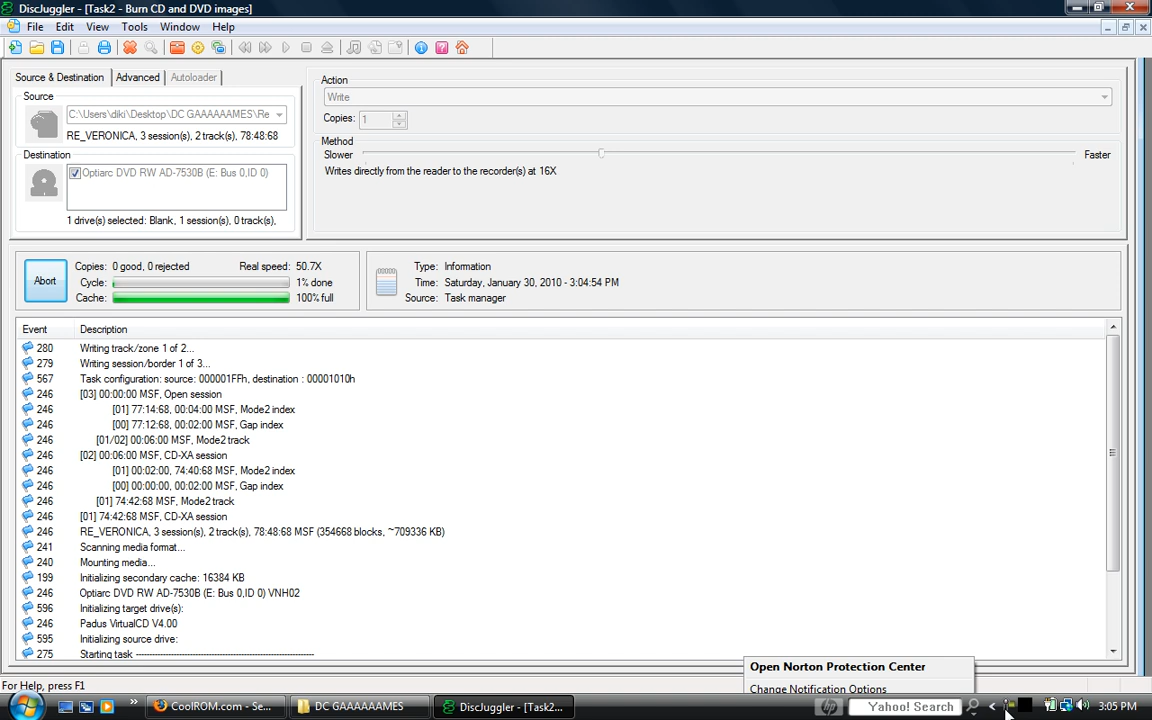 DiscJuggler - [Task2 - Burn CD and DVD images]
File Edit View Tools Window Help
Source & Destination Advanced Autoloader
Source
C:\Users\diki\Desktop\DC GAAAAAAMES\Re
RE_VERONICA, 3 session(s), 2 track(s), 78:48:68
Destination
Optiarc DVD RW AD-7530B (E: Bus 0,ID 0)
1 drive(s) selected: Blank, 1 session(s), 0 track(s),
Action
Write
Copies: 1
Method
Slower Faster
Writes directly from the reader to the recorder(s) at 16X
Abort
Copies: 0 good, 0 rejected Real speed: 50.7X
Cycle: 1% done
Cache: 100% full
Type: Information
Time: Saturday, January 30, 2010 - 3:04:54 PM
Source: Task manager
Event Description
280 Writing track/zone 1 of 2...
279 Writing session/border 1 of 3...
567 Task configuration: source: 000001FFh, destination : 00001010h
246 [03] 00:00:00 MSF, Open session
246 [01] 77:14:68, 00:04:00 MSF, Mode2 index
246 [00] 77:12:68, 00:02:00 MSF, Gap index
246 [01/02] 00:06:00 MSF, Mode2 track
246 [02] 00:06:00 MSF, CD-XA session
246 [01] 00:02:00, 74:40:68 MSF, Mode2 index
246 [00] 00:00:00, 00:02:00 MSF, Gap index
246 [01] 74:42:68 MSF, Mode2 track
246 [01] 74:42:68 MSF, CD-XA session
246 RE_VERONICA, 3 session(s), 2 track(s), 78:48:68 MSF (354668 blocks, ~709336 KB)
241 Scanning media format...
240 Mounting media...
199 Initializing secondary cache: 16384 KB
246 Optiarc DVD RW AD-7530B (E: Bus 0,ID 0) VNH02
596 Initializing target drive(s):
246 Padus VirtualCD V4.00
595 Initializing source drive:
275 Starting task
Open Norton Protection Center
Change Notification Options
For Help, press F1
CoolROM.com - Se...
DC GAAAAAAMES
DiscJuggler - [Task2...
hp
Yahoo! Search
3:05 PM